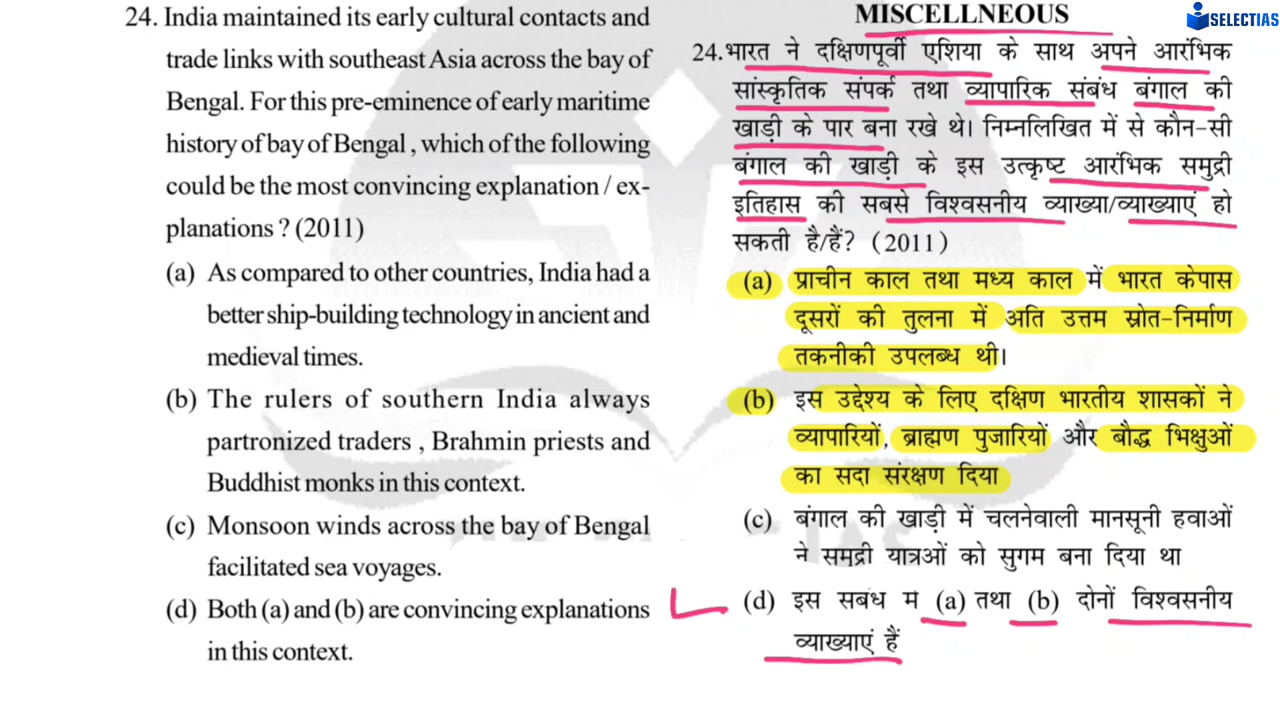 24. India maintained its early cultural contacts and
trade links with southeast Asia across the bay of
Bengal. For this pre-eminence of early maritime
history of bay of Bengal , which of the following
could be the most convincing explanation / ex-
planations ? (2011)
(a) As compared to other countries, India had a
better ship-building technology in ancient and
medieval times.
(b) The rulers of southern India always
partronized traders , Brahmin priests and
Buddhist monks in this context.
(c) Monsoon winds across the bay of Bengal
facilitated sea voyages.
(d) Both (a) and (b) are convincing explanations
in this context.
SELECTIAS
MISCELLNEOUS
24.भारत ने दक्षिणपूर्वी एशिया के साथ अपने आरंभिक
सांस्कृतिक संपर्क तथा व्यापारिक संबंध बंगाल की
खाड़ी के पार बना रखे थे। निम्नलिखित में से कौन-सी
बंगाल की खाड़ी के इस उत्कृष्ट आरंभिक समुद्री
इतिहास की सबसे विश्वसनीय व्याख्या/व्याख्याएं हो
सकती है/हैं? (2011)
(a) प्राचीन काल तथा मध्य काल में भारत केपास
दूसरों की तुलना में अति उत्तम स्रोत-निर्माण
तकनीकी उपलब्ध थी।
(b) इस उद्देश्य के लिए दक्षिण भारतीय शासकों ने
व्यापारियों, ब्राह्मण पुजारियो और बौद्ध भिक्षुओं
का सदा संरक्षण दिया
(c) बंगाल की खाड़ी में चलनेवाली मानसूनी हवाओं
ने समद्री यात्रओं को सुगम बना दिया था
(d) इस सबंध म (a) तथा (b) दोनों विश्वसनीय
व्याख्याएं हैं